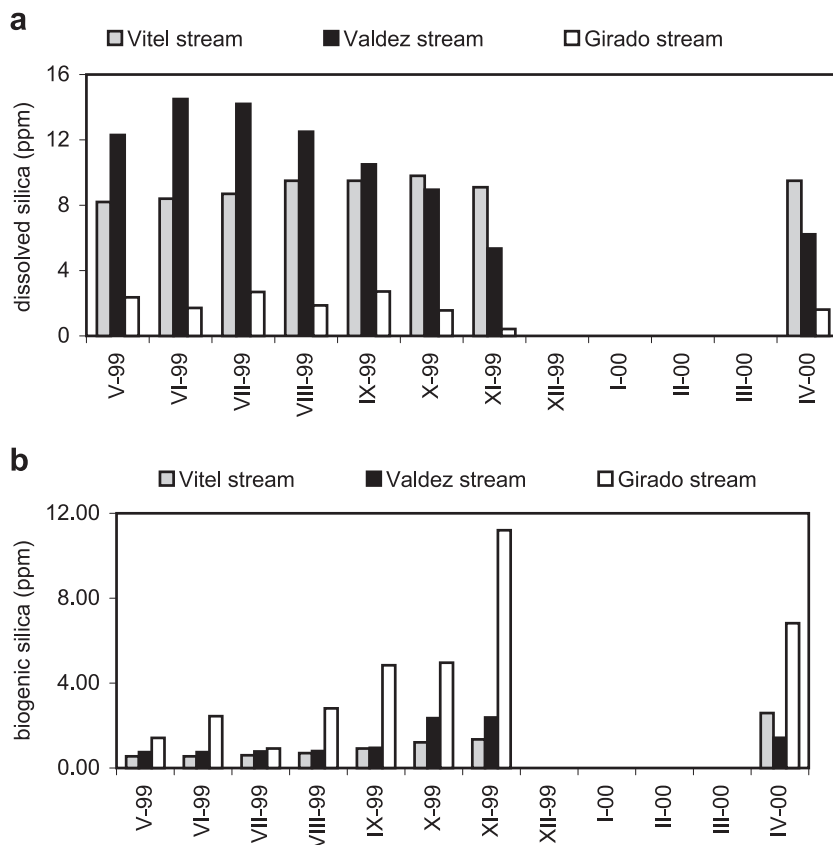 a
Vitel stream Valdez stream Girado stream
dissolved silica (ppm)
16
12
8
4
0
V-99 VI-99 VII-99 VIII-99 IX-99 X-99 XI-99 XII-99 I-00 II-00 III-00 IV-00
b
Vitel stream Valdez stream Girado stream
biogenic silica (ppm)
12.00
8.00
4.00
0.00
V-99 VI-99 VII-99 VIII-99 IX-99 X-99 XI-99 XII-99 I-00 II-00 III-00 IV-00